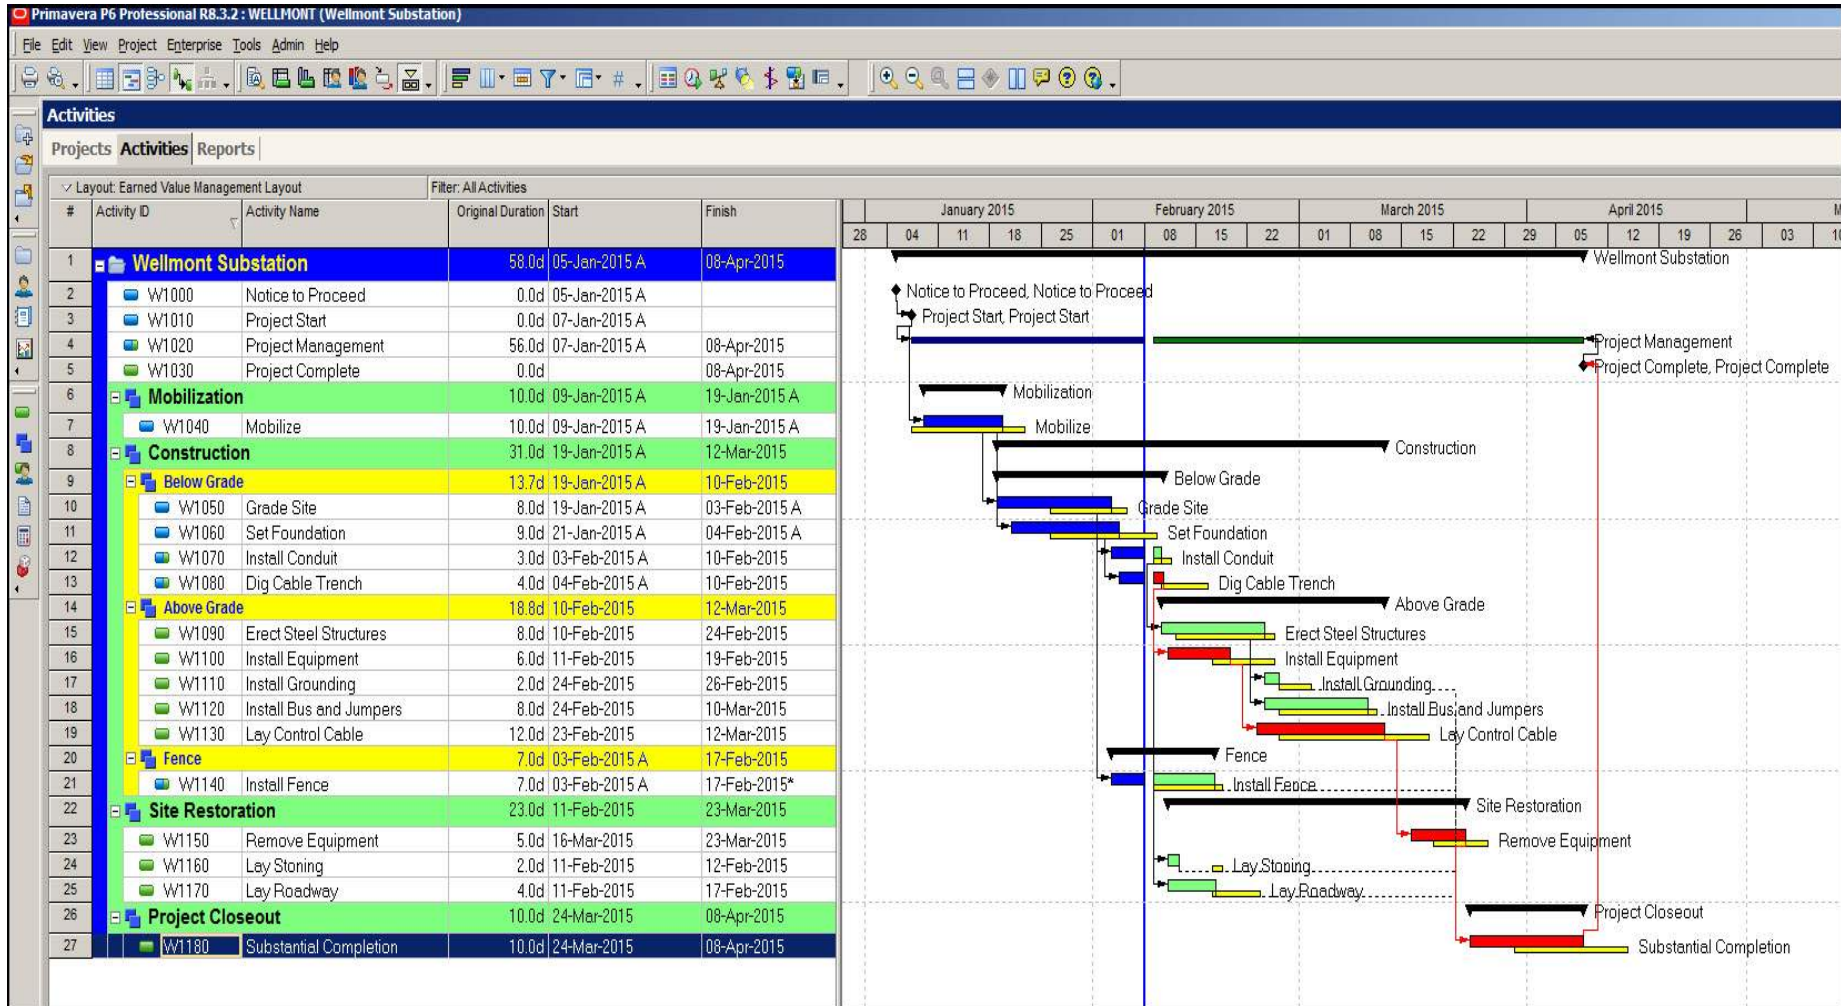 Primavera P6 Professional R8.3.2 : WELLMONT (Wellmont Substation)
File Edit View Project Enterprise Tools Admin Help
Activities
Projects Activities Reports
Layout: Earned Value Management Layout Filter: All Activities
# Activity ID Activity Name Original Duration Start Finish January 2015 February 2015 March 2015 April 2015 M
28 04 11 18 25 01 08 15 22 01 08 15 22 29 05 12 19 26 03 10
1 Wellmont Substation 58.0d 05-Jan-2015 A 08-Apr-2015 Wellmont Substation
2 W1000 Notice to Proceed 0.0d 05-Jan-2015 A Notice to Proceed, Notice to Proceed
3 W1010 Project Start 0.0d 07-Jan-2015 A Project Start, Project Start
4 W1020 Project Management 56.0d 07-Jan-2015 A 08-Apr-2015 Project Management
5 W1030 Project Complete 0.0d 08-Apr-2015 Project Complete, Project Complete
6 Mobilization 10.0d 09-Jan-2015 A 19-Jan-2015 A Mobilization
7 W1040 Mobilize 10.0d 09-Jan-2015 A 19-Jan-2015 A Mobilize
8 Construction 31.0d 19-Jan-2015 A 12-Mar-2015 Construction
9 Below Grade 13.7d 19-Jan-2015 A 10-Feb-2015 Below Grade
10 W1050 Grade Site 8.0d 19-Jan-2015 A 03-Feb-2015 A Grade Site
11 W1060 Set Foundation 9.0d 21-Jan-2015 A 04-Feb-2015 A Set Foundation
12 W1070 Install Conduit 3.0d 03-Feb-2015 A 10-Feb-2015 Install Conduit
13 W1080 Dig Cable Trench 4.0d 04-Feb-2015 A 10-Feb-2015 Dig Cable Trench
14 Above Grade 18.8d 10-Feb-2015 12-Mar-2015 Above Grade
15 W1090 Erect Steel Structures 8.0d 10-Feb-2015 24-Feb-2015 Erect Steel Structures
16 W1100 Install Equipment 6.0d 11-Feb-2015 19-Feb-2015 Install Equipment
17 W1110 Install Grounding 2.0d 24-Feb-2015 26-Feb-2015 Install Grounding
18 W1120 Install Bus and Jumpers 8.0d 24-Feb-2015 10-Mar-2015 Install Bus and Jumpers
19 W1130 Lay Control Cable 12.0d 23-Feb-2015 12-Mar-2015 Lay Control Cable
20 Fence 7.0d 03-Feb-2015 A 17-Feb-2015 Fence
21 W1140 Install Fence 7.0d 03-Feb-2015 A 17-Feb-2015* Install Fence
22 Site Restoration 23.0d 11-Feb-2015 23-Mar-2015 Site Restoration
23 W1150 Remove Equipment 5.0d 16-Mar-2015 23-Mar-2015 Remove Equipment
24 W1160 Lay Stoning 2.0d 11-Feb-2015 12-Feb-2015 Lay Stoning
25 W1170 Lay Roadway 4.0d 11-Feb-2015 17-Feb-2015 Lay Roadway
26 Project Closeout 10.0d 24-Mar-2015 08-Apr-2015 Project Closeout
27 W1180 Substantial Completion 10.0d 24-Mar-2015 08-Apr-2015 Substantial Completion